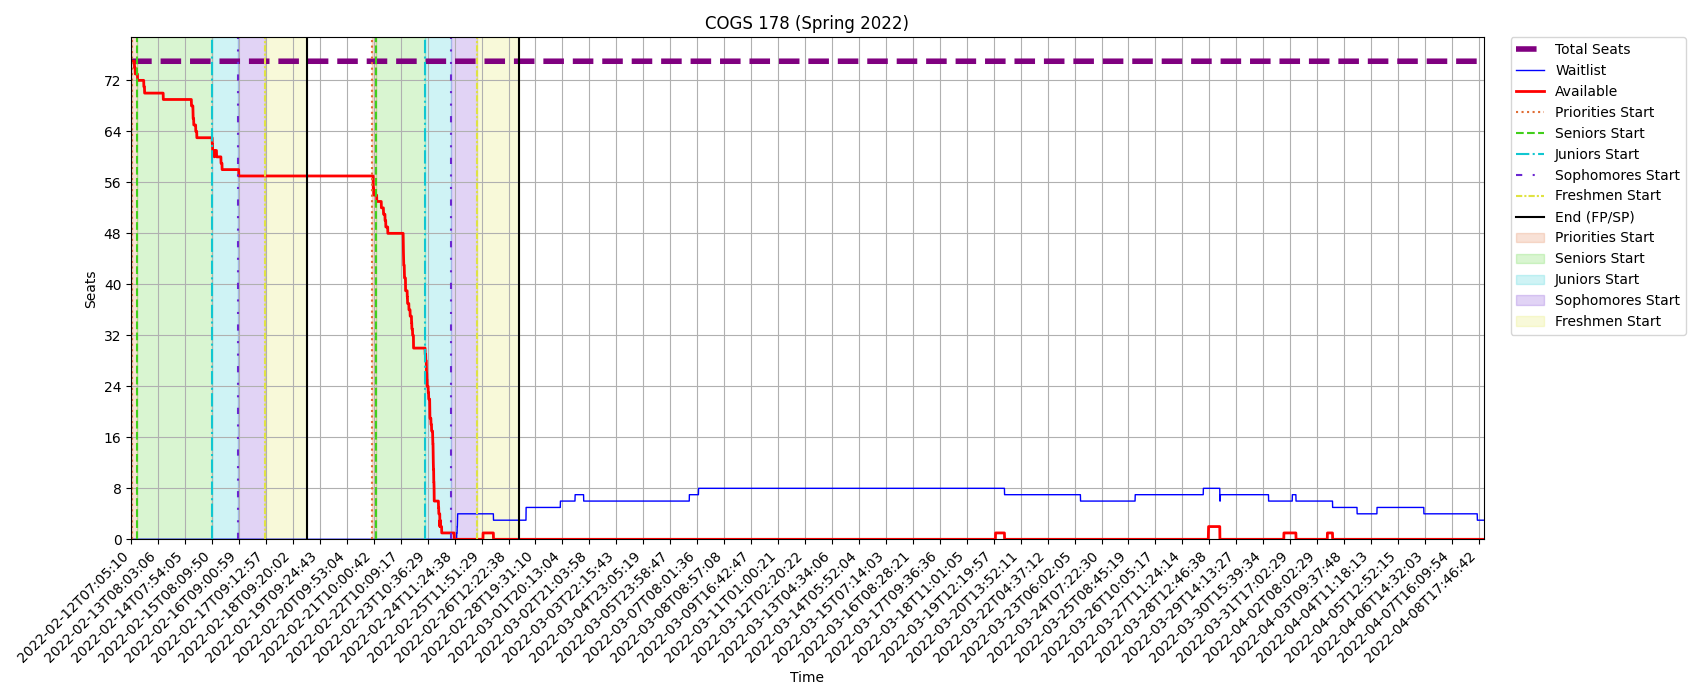 COGS 178 (Spring 2022)
Seats
72
64
56
48
40
32
24
16
8
0
2022-02-12T7:05:10
2022-02-13T08:03:06
2022-02-14T07:54:05
2022-02-15T08:09:50
2022-02-16T09:00:59
2022-02-17T09:12:57
2022-02-18T09:20:02
2022-02-19T09:24:43
2022-02-20T09:53:04
2022-02-21T10:00:42
2022-02-22T10:09:17
2022-02-23T10:36:29
2022-02-24T11:24:38
2022-02-25T11:51:29
2022-02-26T12:22:38
2022-02-28T19:31:10
2022-03-01T20:13:04
2022-03-02T21:03:58
2022-03-03T22:15:43
2022-03-04T23:05:19
2022-03-05T23:58:47
2022-03-07T08:01:36
2022-03-08T08:57:08
2022-03-09T16:42:47
2022-03-11T01:00:21
2022-03-12T02:20:22
2022-03-13T04:34:06
2022-03-14T05:52:04
2022-03-15T07:14:03
2022-03-16T08:28:21
2022-03-17T09:36:36
2022-03-18T11:01:05
2022-03-19T12:19:57
2022-03-20T13:52:11
2022-03-22T04:37:12
2022-03-23T06:02:05
2022-03-24T07:22:30
2022-03-25T08:45:19
2022-03-26T10:05:17
2022-03-27T11:24:14
2022-03-28T12:46:38
2022-03-29T14:13:27
2022-03-30T15:39:34
2022-03-31T17:02:29
2022-04-02T08:02:29
2022-04-03T09:37:48
2022-04-04T11:18:13
2022-04-05T12:52:15
2022-04-06T14:32:03
2022-04-07T16:09:54
2022-04-08T17:46:42
Time
Total Seats
Waitlist
Available
Priorities Start
Seniors Start
Juniors Start
Sophomores Start
Freshmen Start
End (FP/SP)
Priorities Start
Seniors Start
Juniors Start
Sophomores Start
Freshmen Start